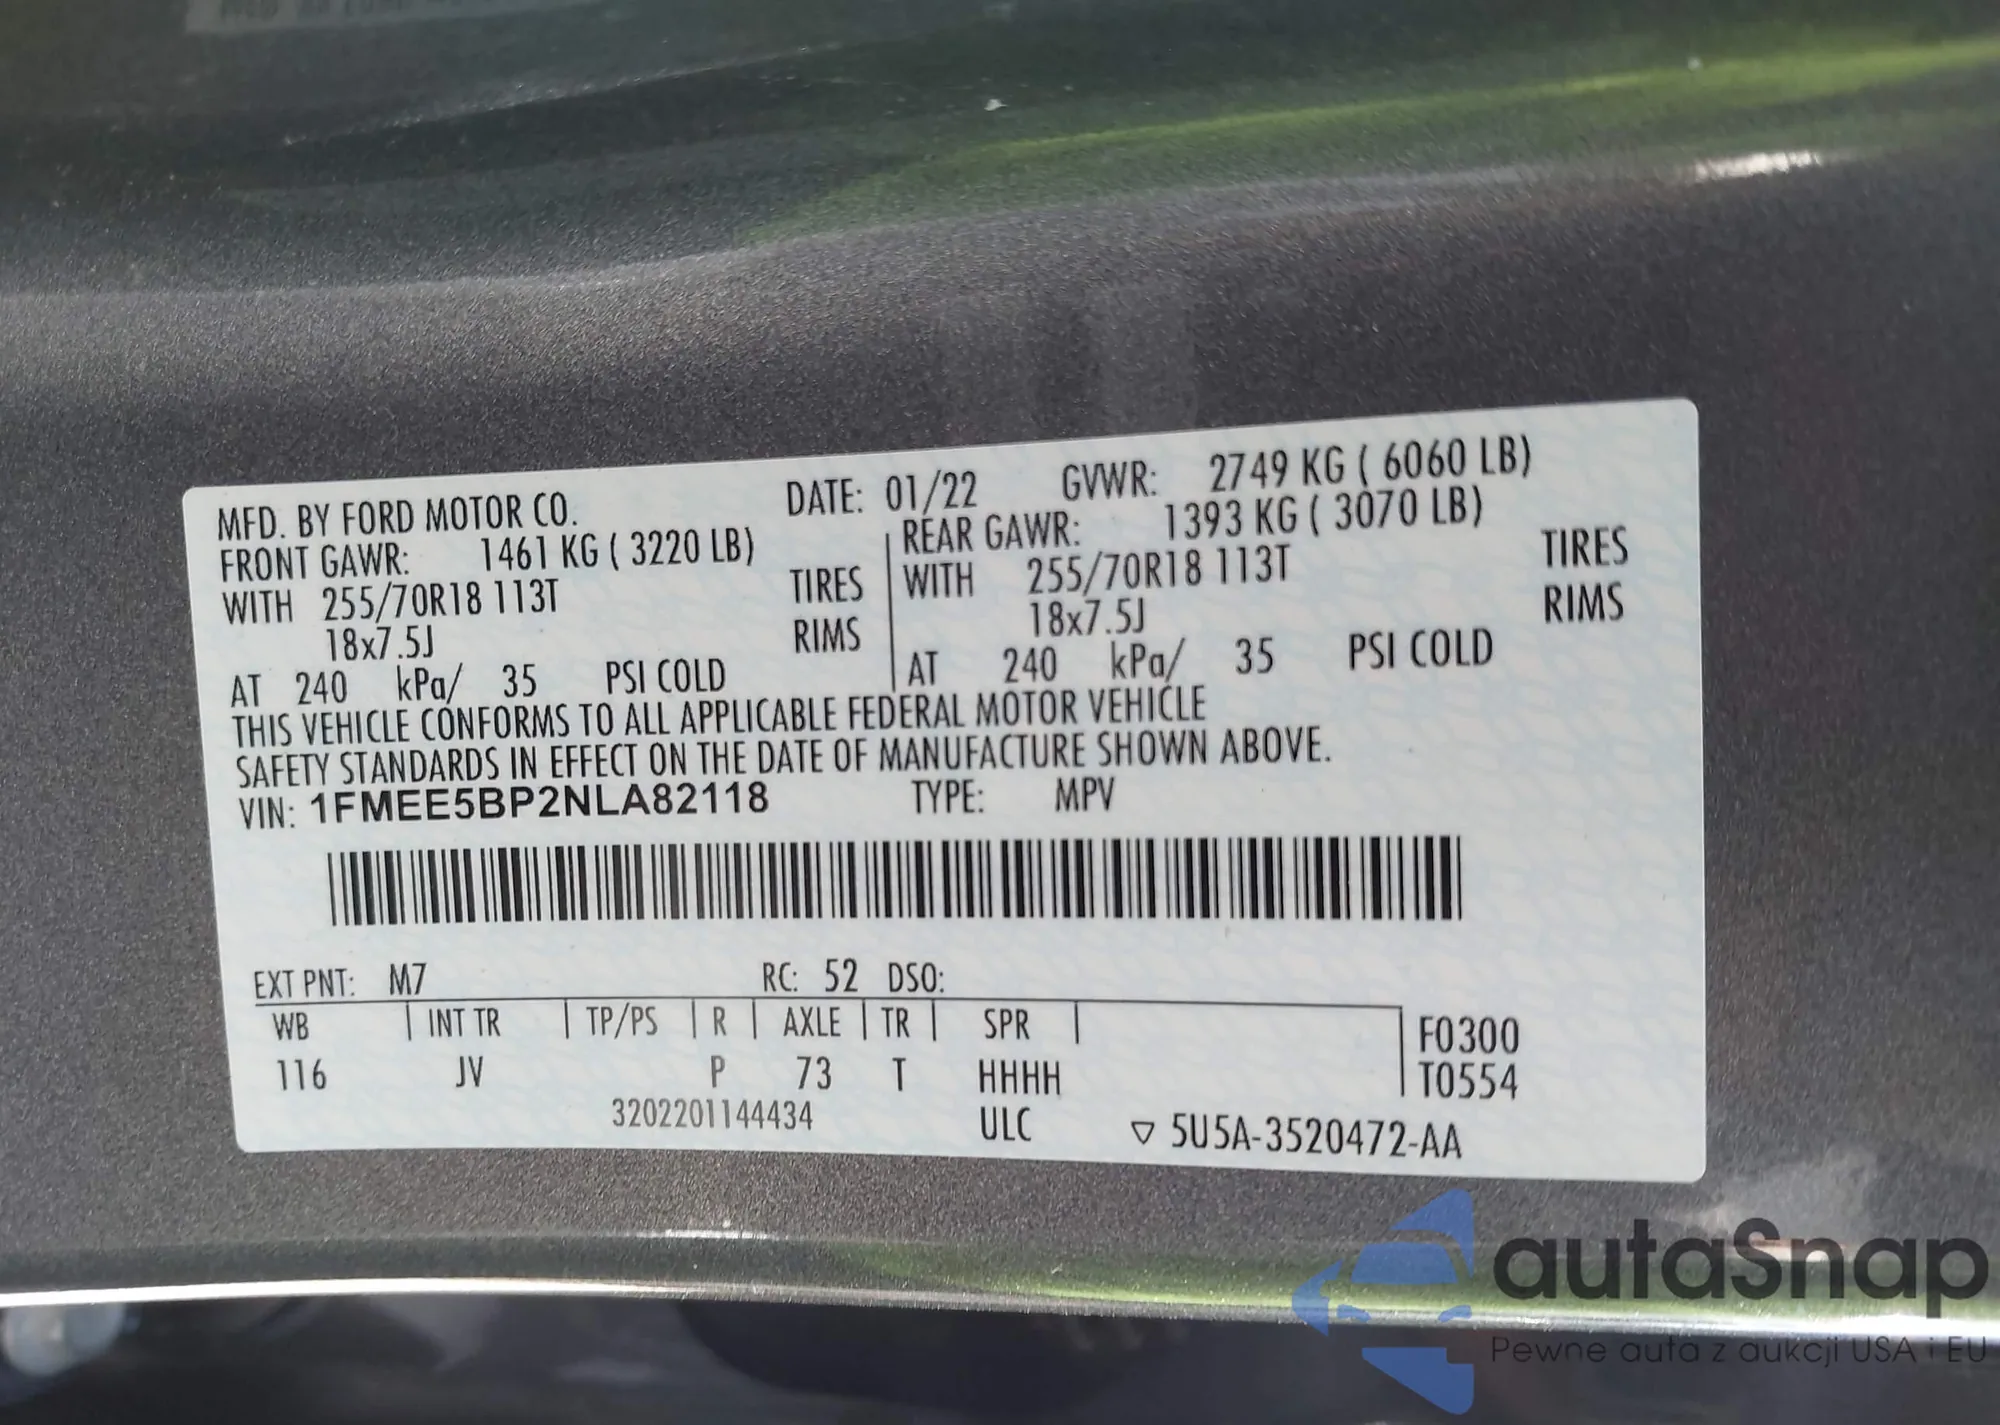 MFD. BY FORD MOTOR CO. DATE: 01/22 GVWR: 2749 KG ( 6060 LB)
FRONT GAWR: 1461 KG ( 3220 LB) REAR GAWR: 1393 KG ( 3070 LB)
WITH 255/70R18 113T TIRES WITH 255/70R18 113T TIRES
18x7.5J RIMS 18x7.5J RIMS
AT 240 kPa/ 35 PSI COLD AT 240 kPa/ 35 PSI COLD
THIS VEHICLE CONFORMS TO ALL APPLICABLE FEDERAL MOTOR VEHICLE
SAFETY STANDARDS IN EFFECT ON THE DATE OF MANUFACTURE SHOWN ABOVE.
VIN: 1FMEE5BP2NLA82118 TYPE: MPV
EXT PNT: M7 RC: 52 DSO:
WB INT TR TP/PS R AXLE TR SPR F0300
116 JV P 73 T HHHH T0554
3202201144434 ULC ▽ 5U5A-3520472-AA
autaSnap
Pewne auta z aukcji USA i EU